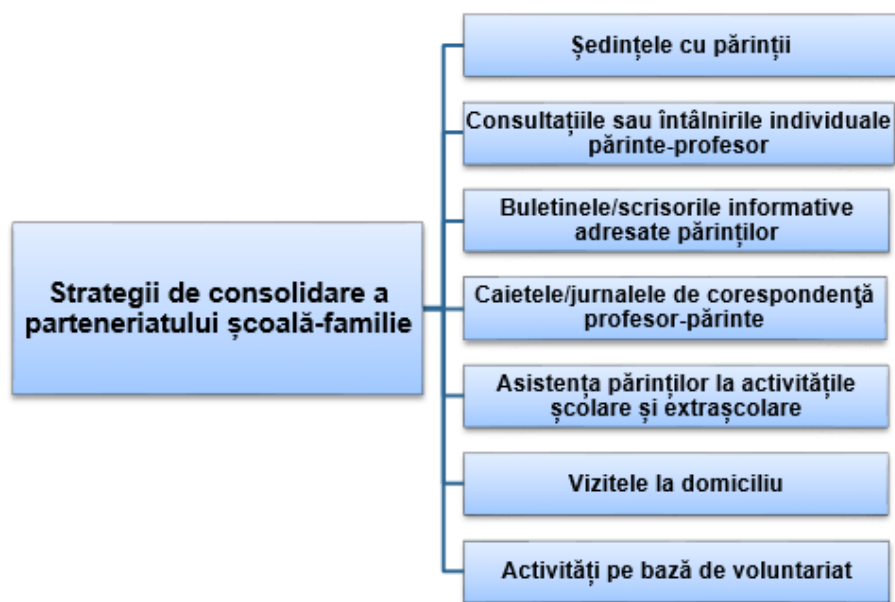 Strategii de consolidare a
parteneriatului școală-familie
Ședințele cu părinții
Consultațiile sau întâlnirile individuale
părinte-profesor
Buletinele/scrisorile informative
adresate părinților
Caietele/jurnalele de corespondenţă
profesor-părinte
Asistența părinților la activitățile
școlare și extrașcolare
Vizitele la domiciliu
Activități pe bază de voluntariat